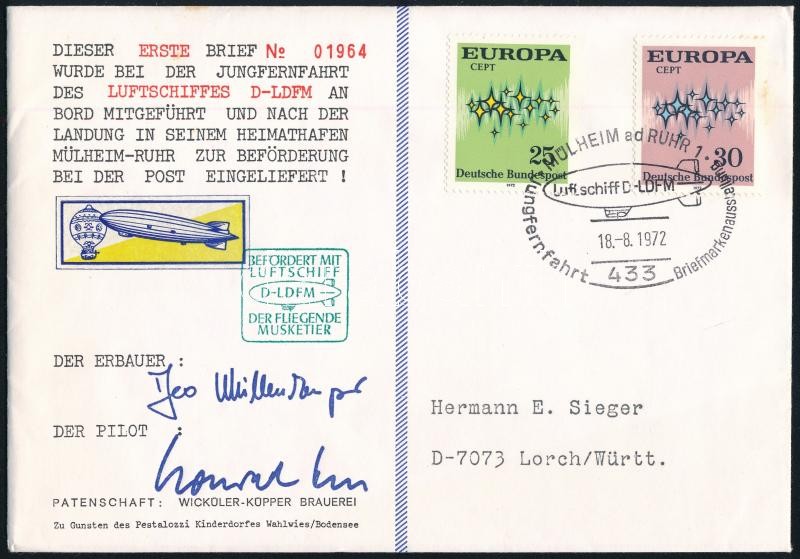 DIESER ERSTE BRIEF № 01964
WURDE BEI DER JUNGFERNFAHRT
DES LUFTSCHIFFES D-LDFM AN
BORD MITGEFÜHRT UND NACH DER
LANDUNG IN SEINEM HEIMATHAFEN
MÜLHEIM-RUHR ZUR BEFÖRDERUNG
BEI DER POST EINGELIEFERT !
BEFÖRDERT MIT
LUFTSCHIFF
D-LDFM
DER FLIEGENDE
MUSKETIER
DER ERBAUER :
DER PILOT :
PATENSCHAFT: WICKÜLER-KÜPPER BRAUEREI
Zu Gunsten des Pestalozzi Kinderdorfes Wahlwies/Bodensee
EUROPA
CEPT
25
Deutsche Bundespost
1972
EUROPA
CEPT
30
Deutsche Bundespost
MÜLHEIM ad RUHR 1
Luftschiff D-LDFM
Jungfernfahrt
18.-8.1972
433
Hermann E. Sieger
D-7073 Lorch/Württ.